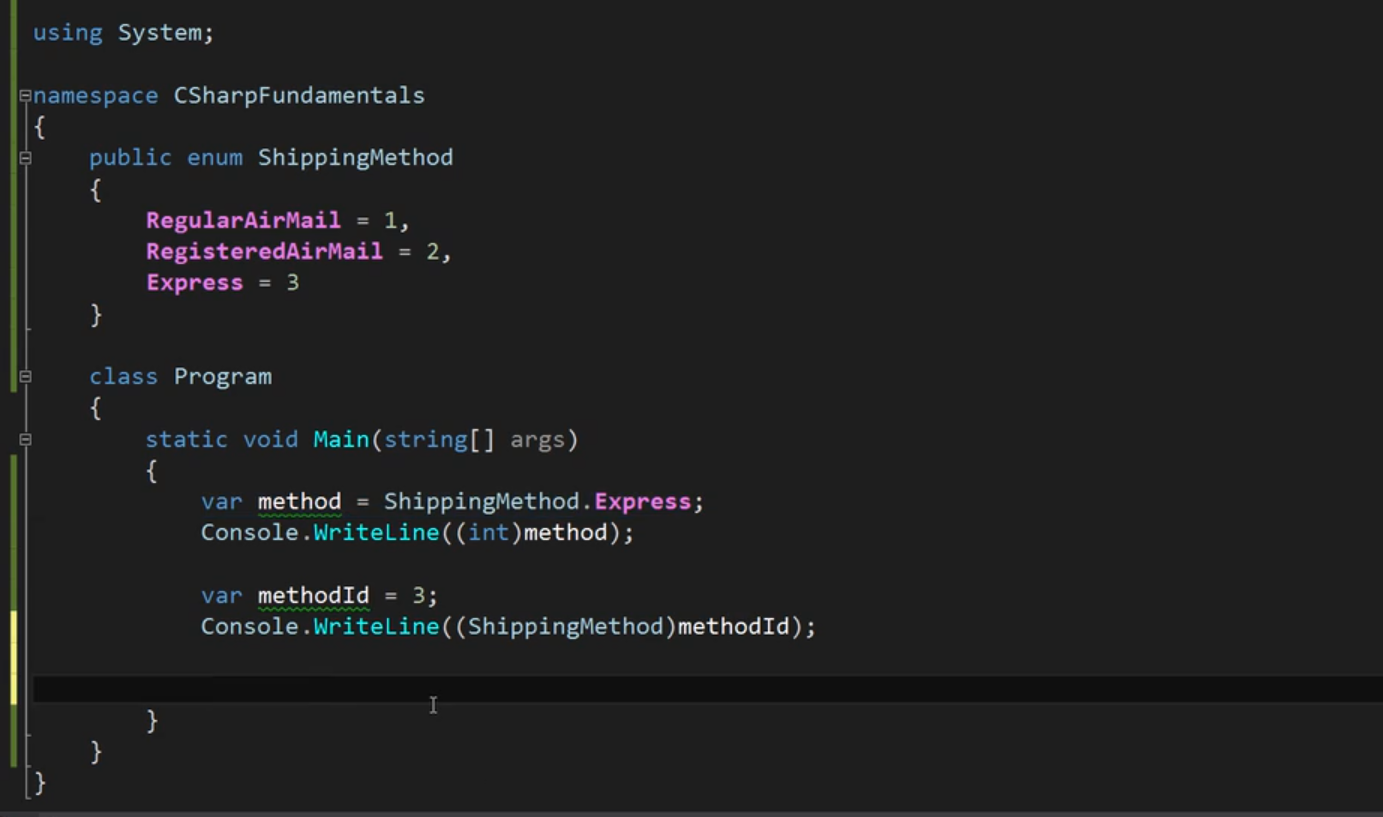 using System;
namespace CSharpFundamentals
{
public enum ShippingMethod
{
RegularAirMail = 1,
RegisteredAirMail = 2,
Express = 3
}
class Program
{
static void Main(string[] args)
{
var method = ShippingMethod.Express;
Console.WriteLine((int)method);
var methodId = 3;
Console.WriteLine((ShippingMethod)methodId);
}
}
}